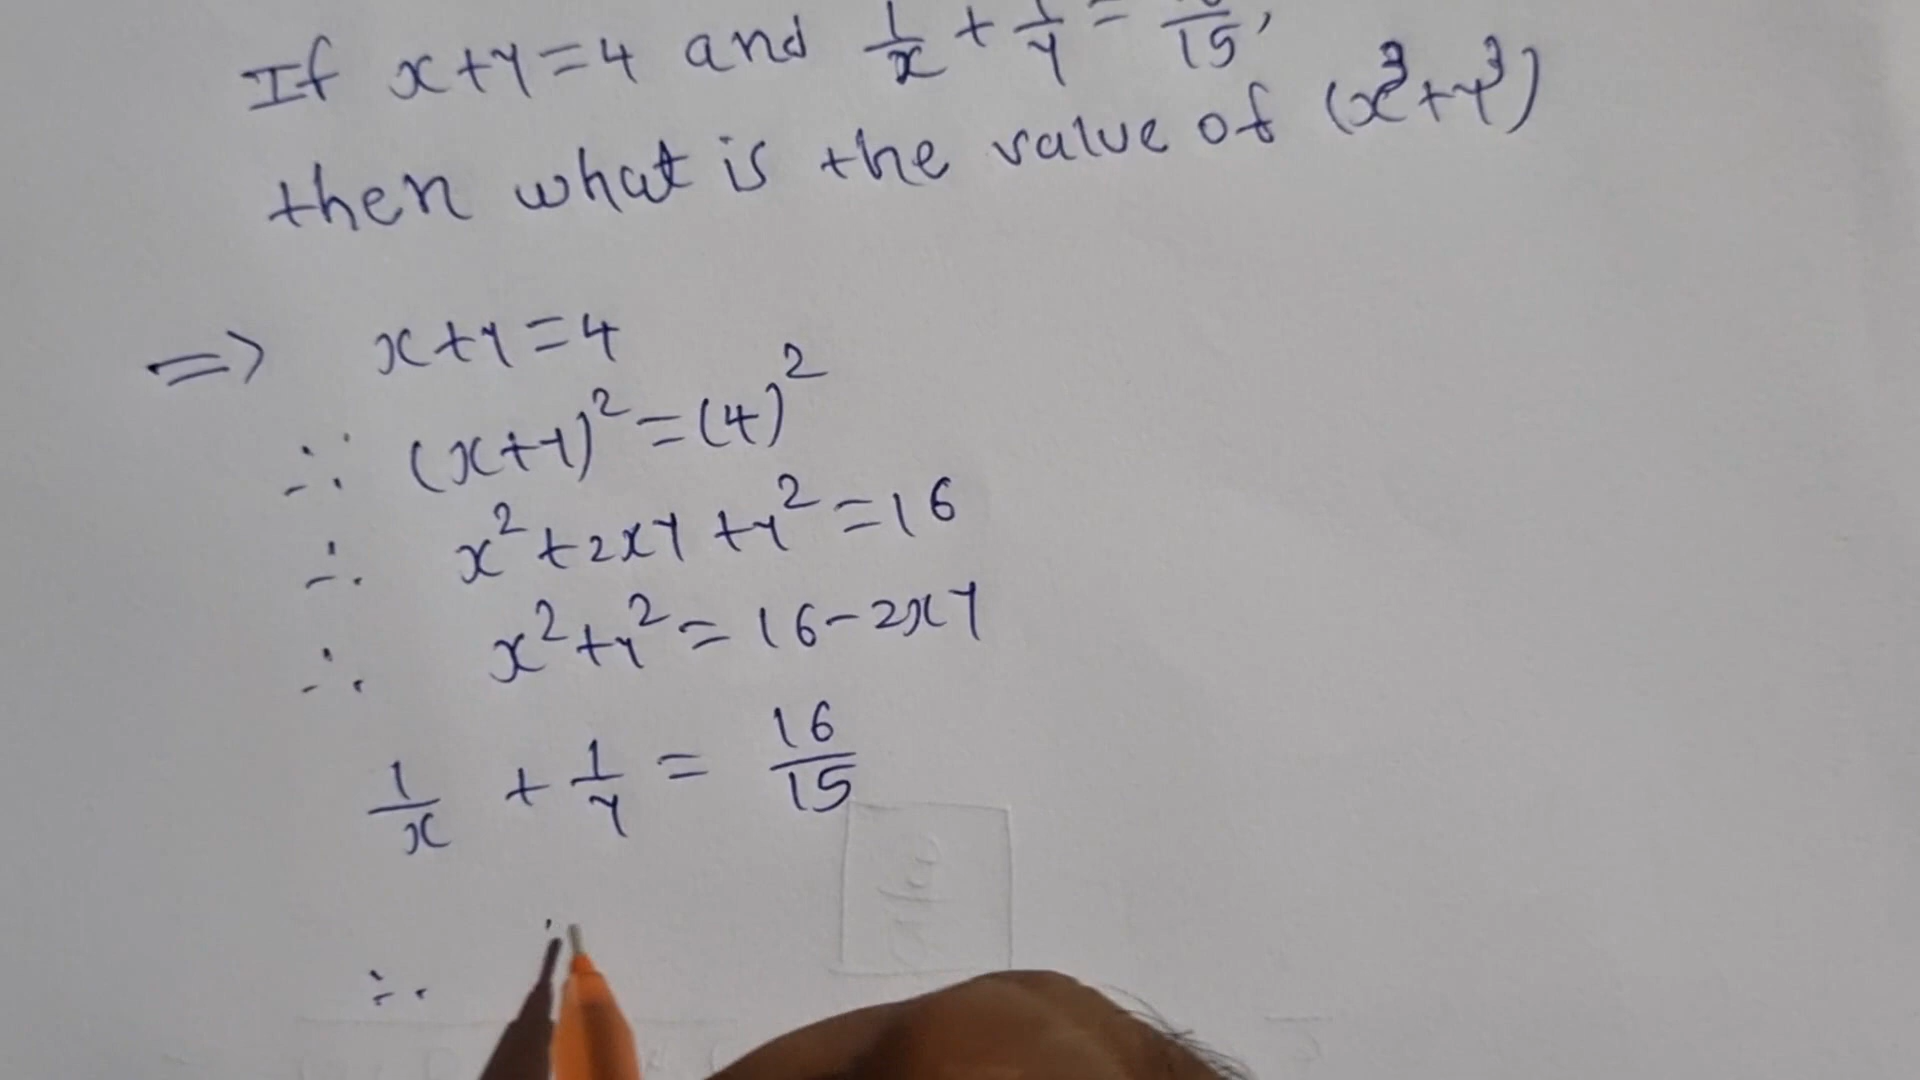 If x+y=4 and 1/x + 1/y = /15,
then what is the value of (x³+y³)
=> x+y=4
∴ (x+y)²=(4)²
∴ x²+2xy+y²=16
∴ x²+y²=16-2xy
1/x + 1/y = 16/15
∴